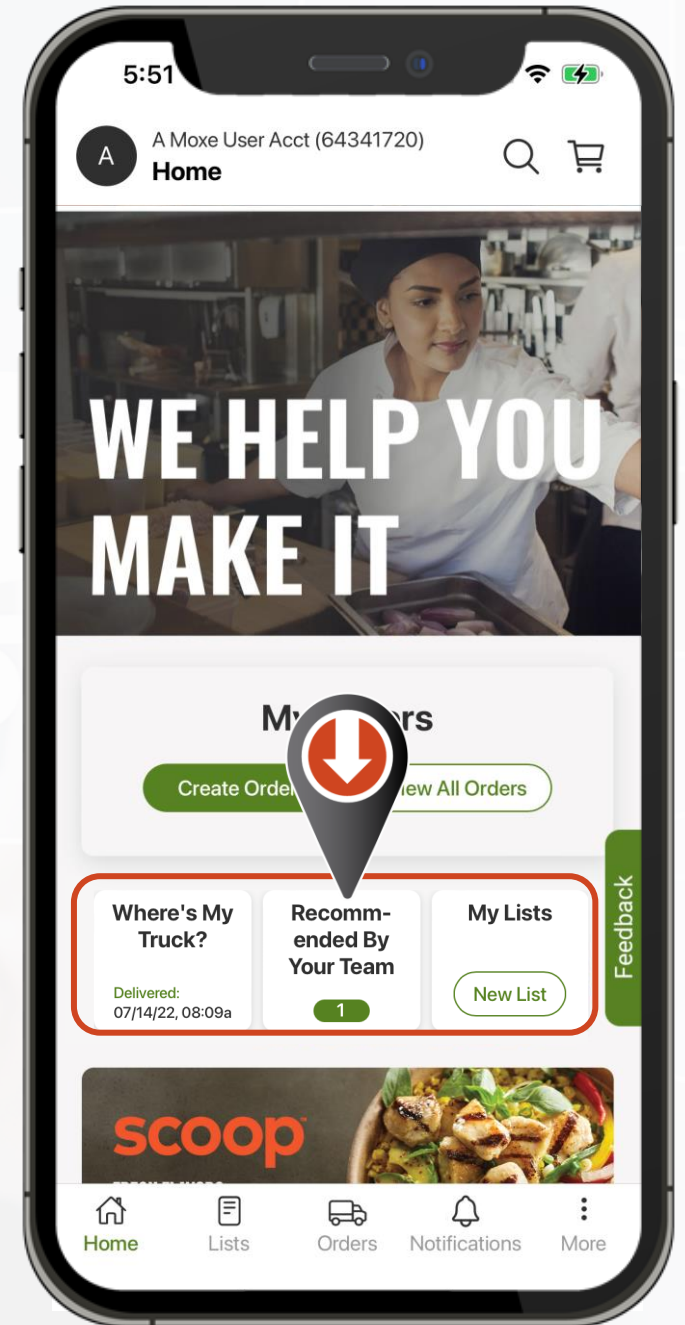 5:51
A Moxe User Acct (64341720)
A
Home
WE HELP YOU
MAKE IT
Create
All Orders
Feedback
Where's My
Truck?
Delivered:
07/14/22, 08:09a
Recomm-
ended By
Your Team
1
My Lists
New List
scoop
Home
Lists
Orders
Notifications
More